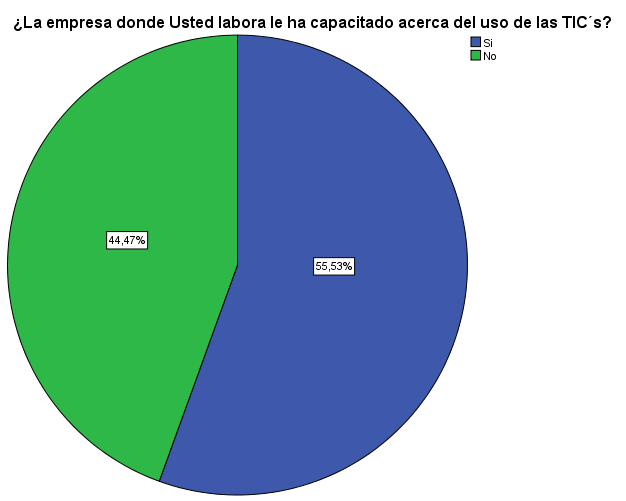 ¿La empresa donde Usted labora le ha capacitado acerca del uso de las TIC´s?
Si
No
44,47%
55,53%